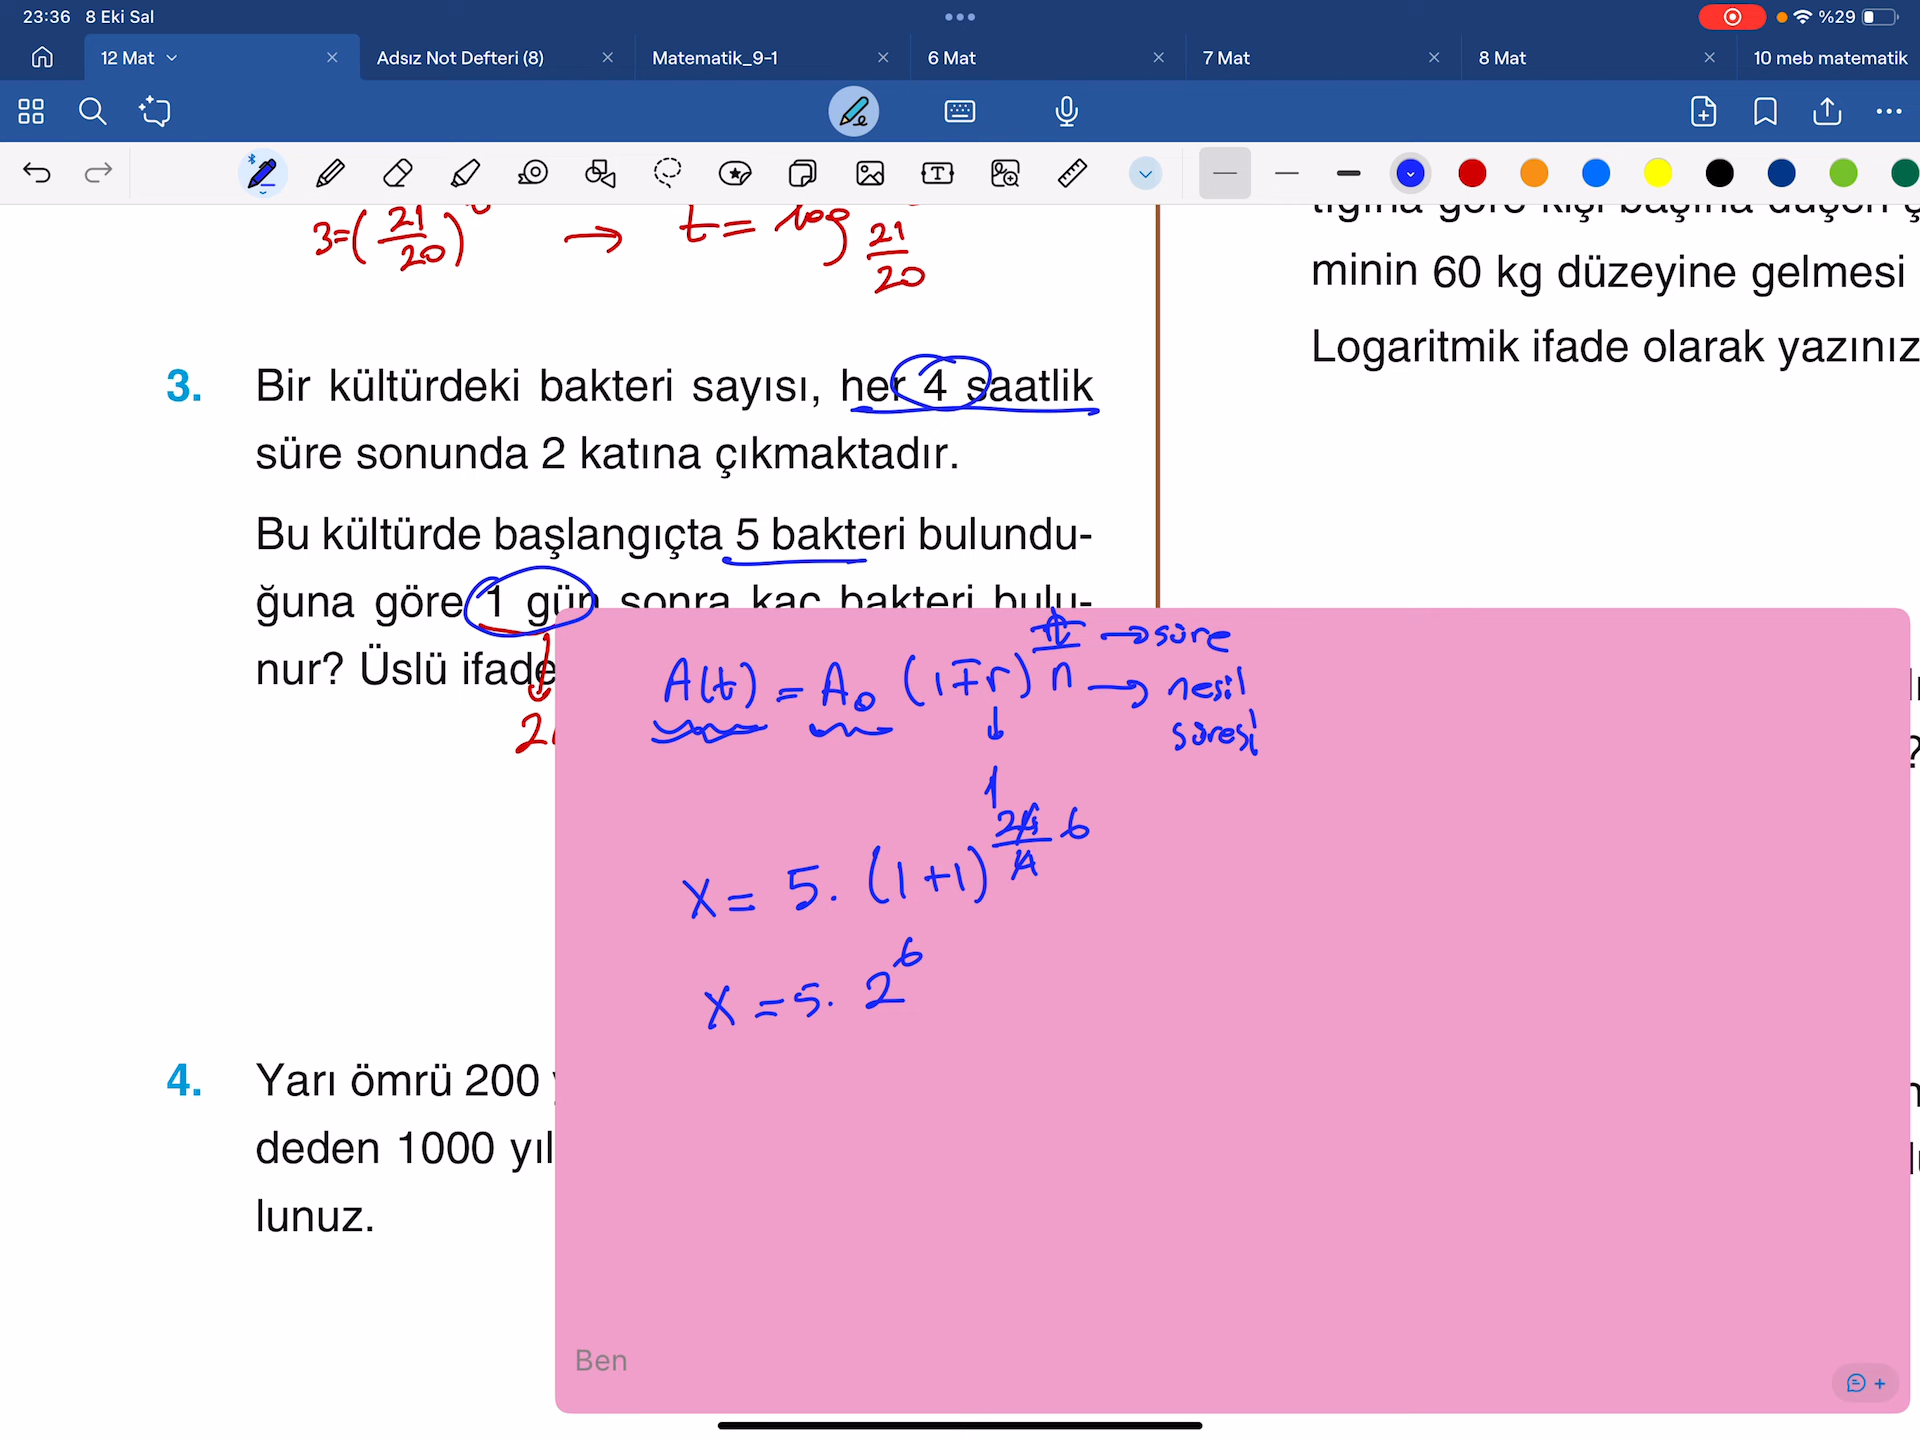 23:36 8 Eki Sal
%29
12 Mat
Adsız Not Defteri (8)
Matematik_9-1
6 Mat
7 Mat
8 Mat
10 meb matematik
3=(21/20)
→ t= log 21/20
3. Bir kültürdeki bakteri sayısı, her 4 saatlik
süre sonunda 2 katına çıkmaktadır.
Bu kültürde başlangıçta 5 bakteri bulundu-
ğuna göre 1 gün sonra kaç bakteri bulu-
nur? Üslü ifade
4. Yarı ömrü 200
deden 1000 yıl
lunuz.
minin 60 kg düzeyine gelmesi
Logaritmik ifade olarak yazınız
?
A(t) = A₀ (1∓r) t/n
→ süre
→ nesil
süresi
↓
1
X = 5. (1+1) 24/4 6
X = 5. 2⁶
Ben